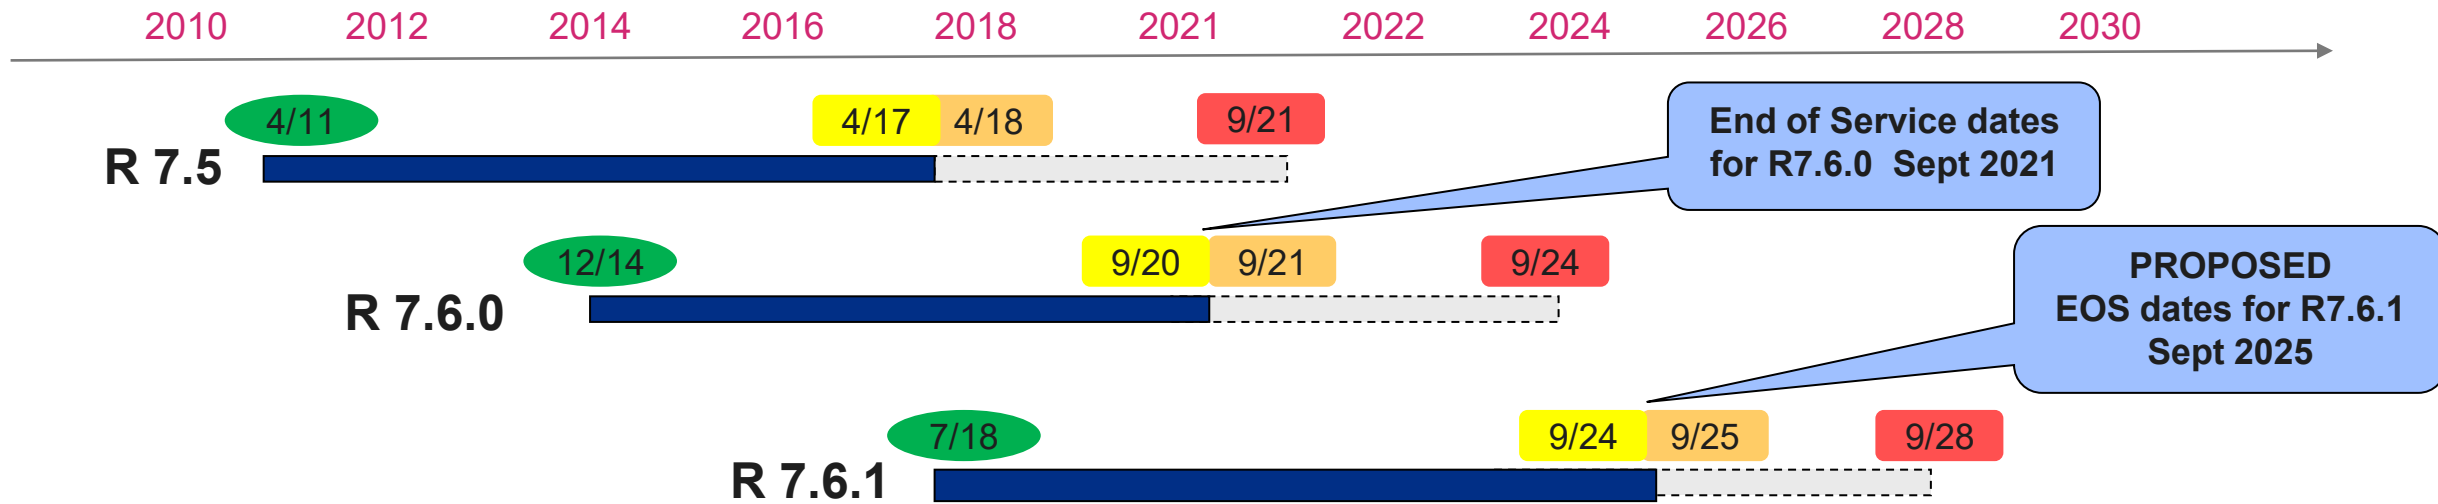 2010 2012 2014 2016 2018 2021 2022 2024 2026 2028 2030
4/11 4/17 4/18 9/21
R 7.5
End of Service dates
for R7.6.0 Sept 2021
12/14 9/20 9/21 9/24
R 7.6.0
PROPOSED
EOS dates for R7.6.1
Sept 2025
7/18 9/24 9/25 9/28
R 7.6.1